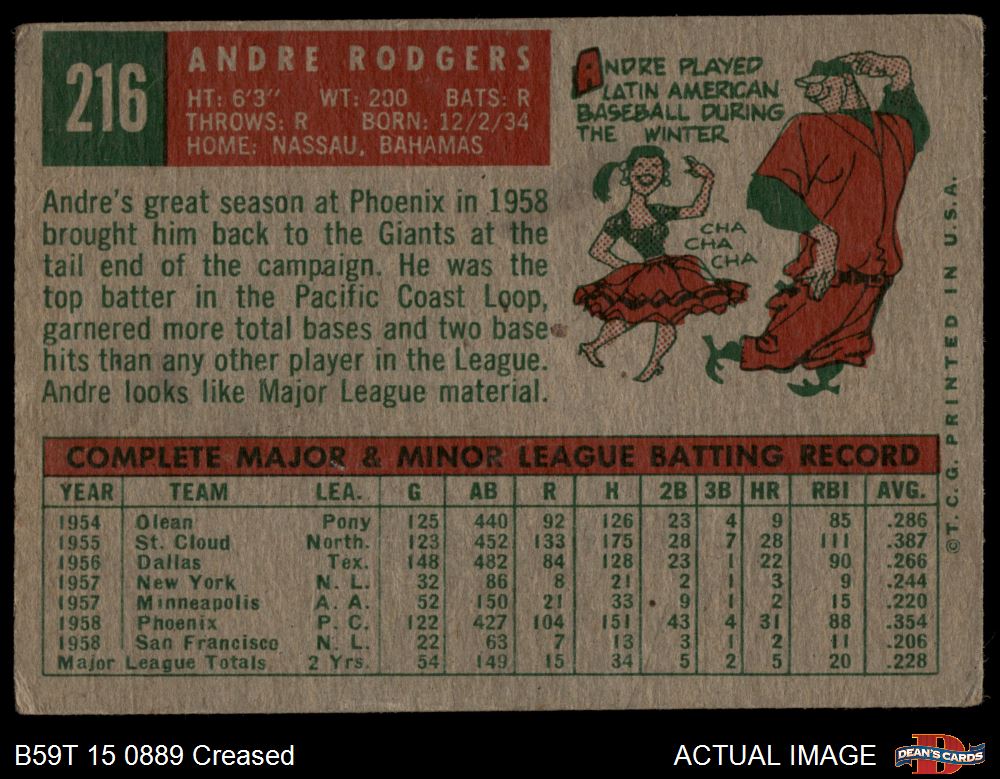 216
ANDRE RODGERS
HT: 6'3" WT: 200 BATS: R
THROWS: R BORN: 12/2/34
HOME: NASSAU, BAHAMAS
ANDRE PLAYED
LATIN AMERICAN
BASEBALL DURING
THE WINTER
CHA
CHA
CHA
Andre's great season at Phoenix in 1958
brought him back to the Giants at the
tail end of the campaign. He was the
top batter in the Pacific Coast Loop,
garnered more total bases and two base
hits than any other player in the League.
Andre looks like Major League material.
©T.C.G. PRINTED IN U.S.A.
COMPLETE MAJOR & MINOR LEAGUE BATTING RECORD
YEAR TEAM LEA. G AB R H 2B 3B HR RBI AVG.
1954 Olean Pony 125 440 92 126 23 4 9 85 .286
1955 St. Cloud North. 123 452 133 175 28 7 28 111 .387
1956 Dallas Tex. 148 482 84 128 23 1 22 90 .266
1957 New York N. L. 32 86 8 21 2 1 3 9 .244
1957 Minneapolis A. A. 52 150 21 33 9 1 2 15 .220
1958 Phoenix P. C. 122 427 104 151 43 4 31 88 .354
1958 San Francisco N. L. 22 63 7 13 3 1 2 11 .206
Major League Totals 2 Yrs. 54 149 15 34 5 2 5 20 .228
B59T 15 0889 Creased
ACTUAL IMAGE
DEAN'S CARDS